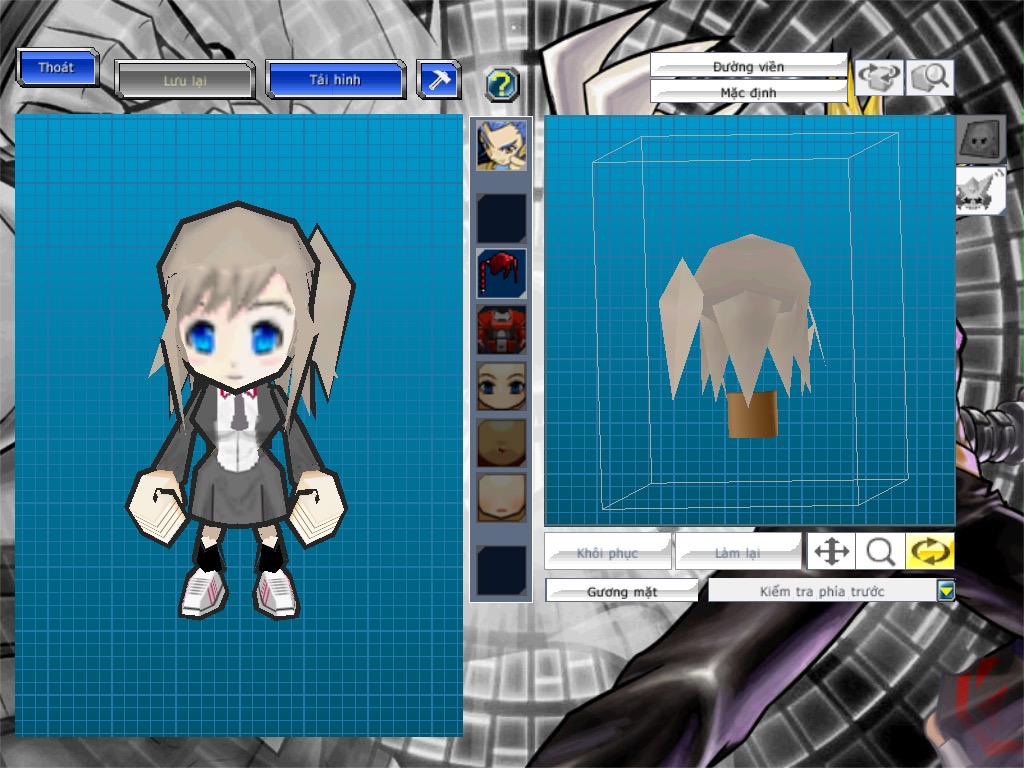 Thoát
Lưu lại
Tải hình
?
Đường viền
Mặc định
Khôi phục
Làm lại
Gương mặt
Kiểm tra phía trước